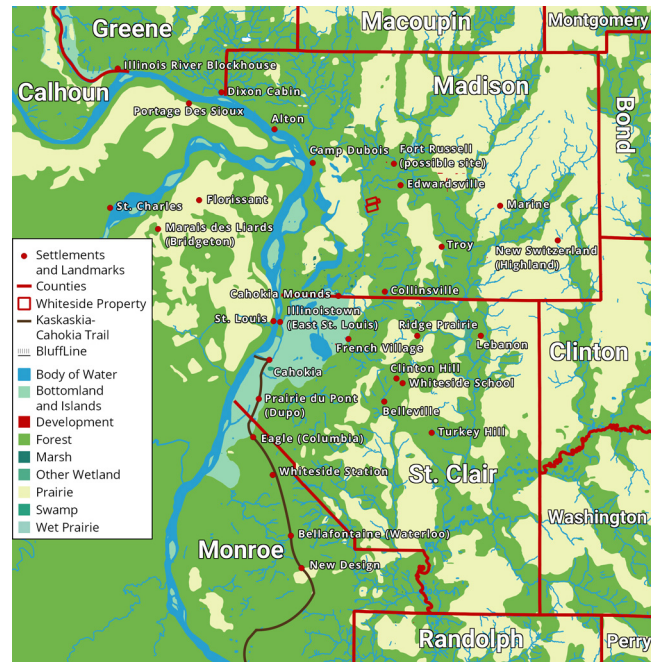 Greene
Macoupin
Montgomery
Illinois River Blockhouse
Calhoun
Dixon Cabin
Madison
Portage Des Sioux
Alton
Bond
Camp Dubois
Fort Russell
(possible site)
Edwardsville
St. Charles
Florissant
Marine
Marais des Liards
(Bridgeton)
Troy
New Switzerland
(Highland)
Settlements
and Landmarks
Counties
Whiteside Property
Kaskaskia-
Cahokia Trail
BluffLine
Body of Water
Bottomland
and Islands
Development
Forest
Marsh
Other Wetland
Prairie
Swamp
Wet Prairie
Cahokia Mounds
Collinsville
St. Louis
Illinoistown
(East St. Louis)
Ridge Prairie
French Village
Lebanon
Clinton
Cahokia
Clinton Hill
Whiteside School
Prairie du Pont
(Dupo)
Belleville
Eagle (Columbia)
Turkey Hill
Whiteside Station
St. Clair
Washington
Bellafontaine (Waterloo)
Monroe
New Design
Randolph
Perry